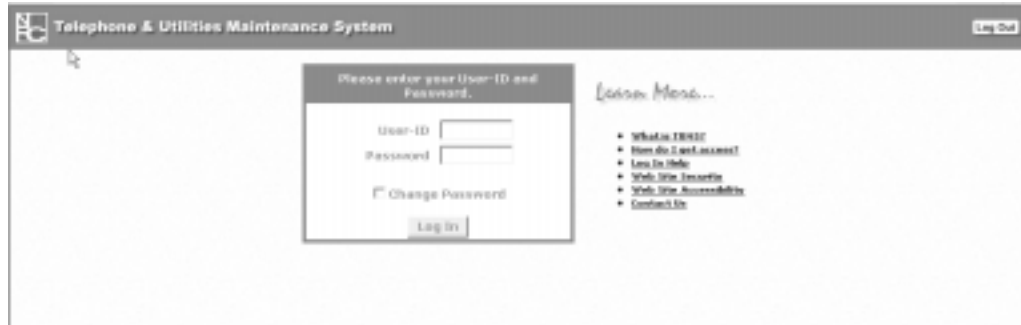 NFC
Telephone & Utilities Maintenance System
Log Out
Please enter your User-ID and
Password.
User-ID
Password
Change Password
Log In
Learn More...
What is TUMS?
How do I get access?
Log In Help
Web Site Security
Web Site Accessibility
Contact Us